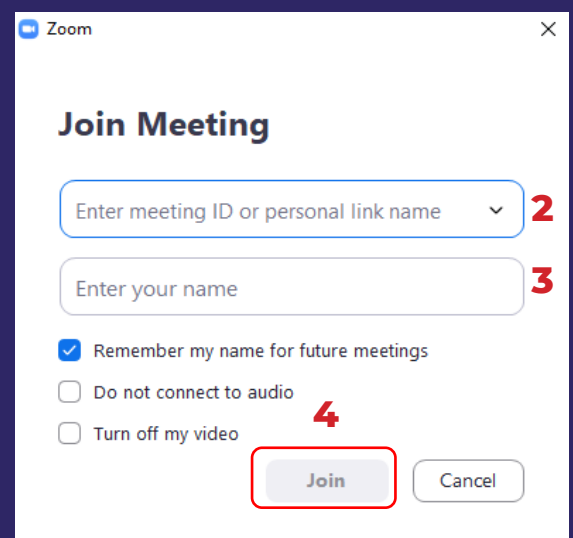 Zoom
Join Meeting
Enter meeting ID or personal link name 2
Enter your name 3
Remember my name for future meetings
Do not connect to audio
4
Turn off my video
Join Cancel